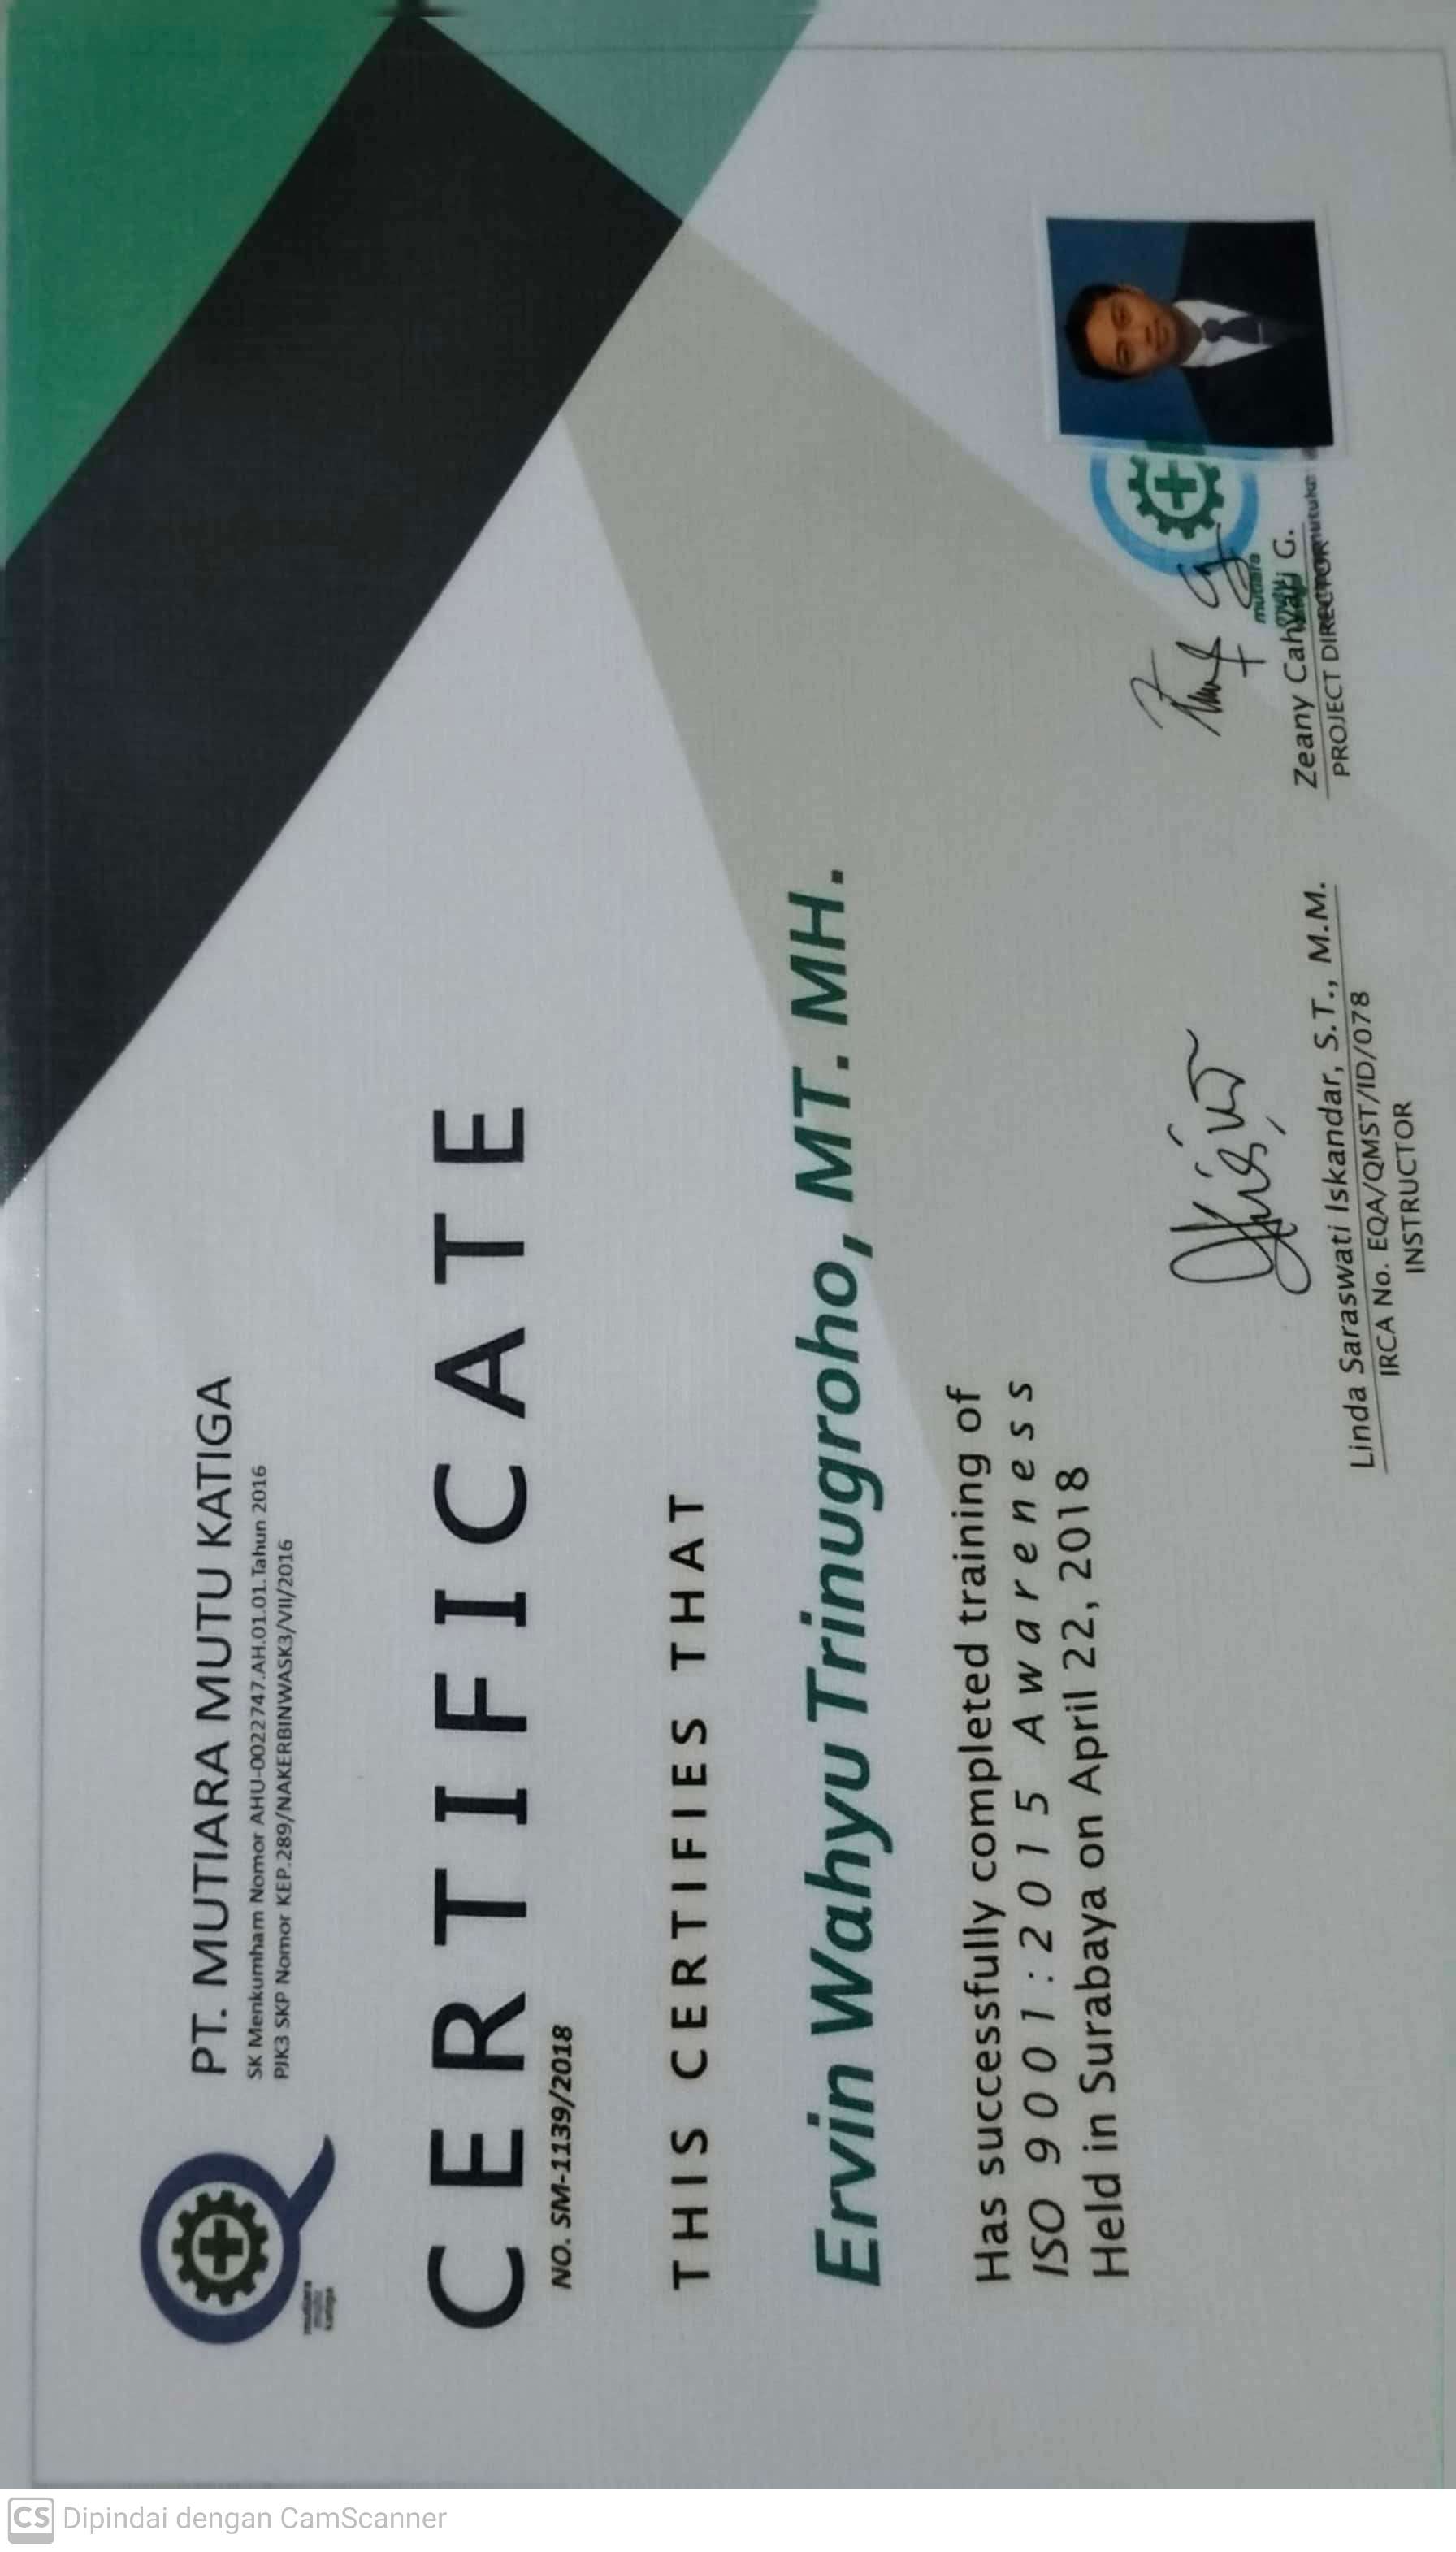 CS Dipindai dengan CamScanner
PT. MUTIARA MUTU KATIGA
SK Menkumham Nomor AHU-0022747.AH.01.01.Tahun 2016
PJK3 SKP Nomor KEP.289/NAKERBINWASK3/VII/2016
mutiara
mutu
katiga
CERTIFICATE
NO. SM-1139/2018
THIS CERTIFIES THAT
Ervin Wahyu Trinugroho, MT. MH.
Has successfully completed training of
ISO 9001:2015 Awareness
Held in Surabaya on April 22, 2018
mutiara
mutu
Linda Saraswati Iskandar, S.T., M.M.
IRCA No. EQA/QMST/ID/078
INSTRUCTOR
Zeany Cahyari G.
PROJECT DIRECTOR